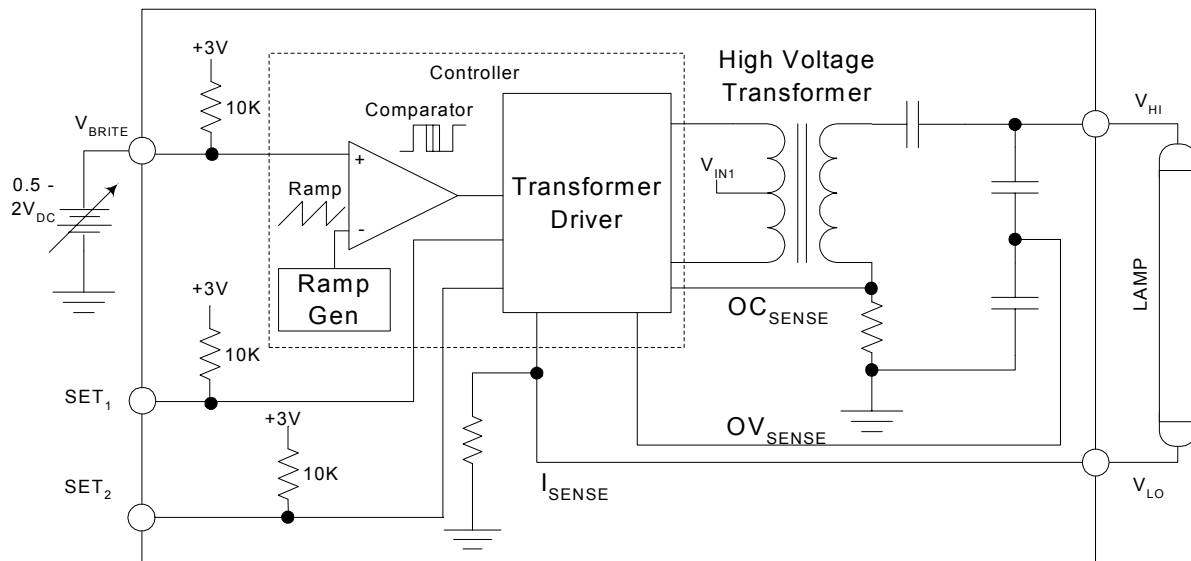 +3V
Controller
High Voltage
Transformer
10K
Comparator
V_BRITE
V_HI
+
Ramp
V_IN1
Transformer
Driver
0.5 -
2V_DC
-
Ramp
Gen
LAMP
+3V
OC_SENSE
10K
SET_1
+3V
OV_SENSE
10K
SET_2
I_SENSE
V_LO